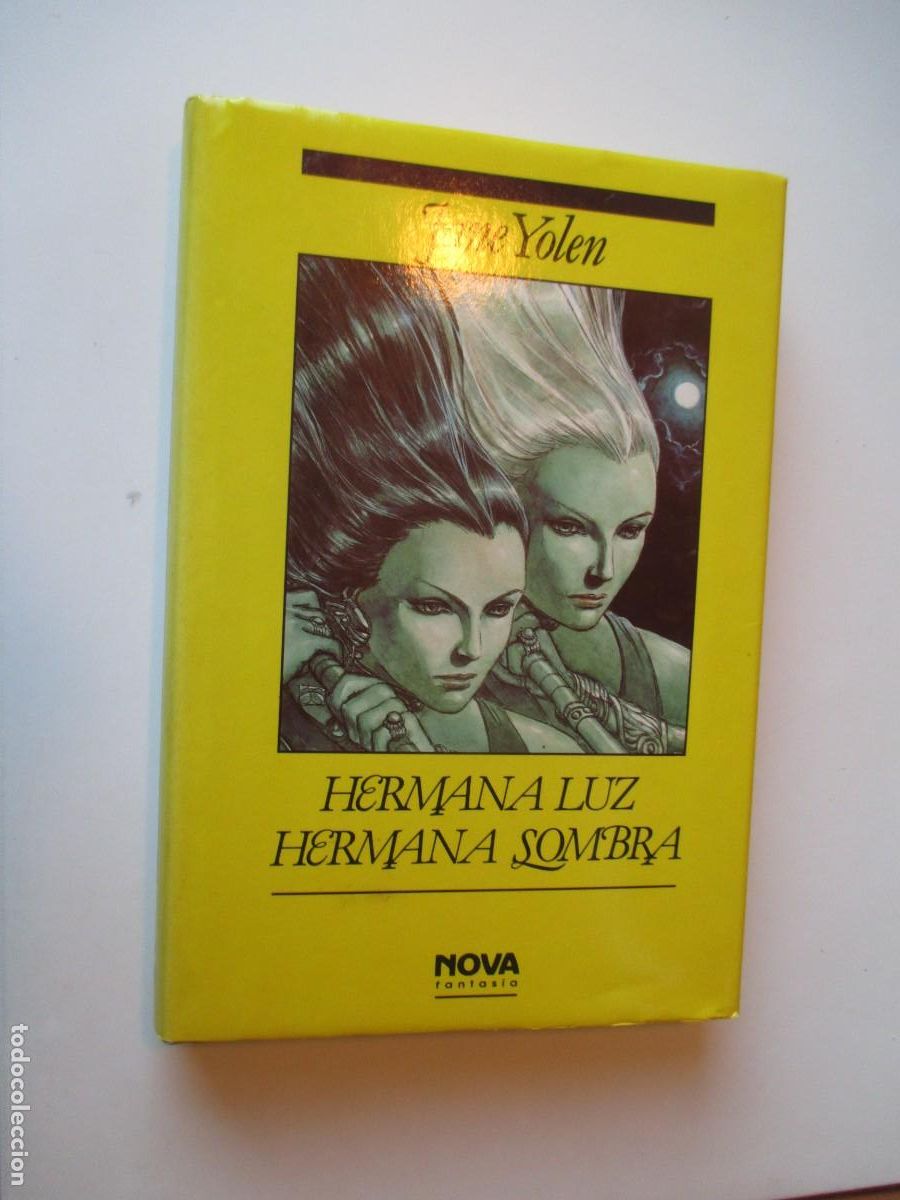 Jane Yolen
HERMANA LUZ
HERMANA SOMBRA
NOVA
fantasía
todocoleccion